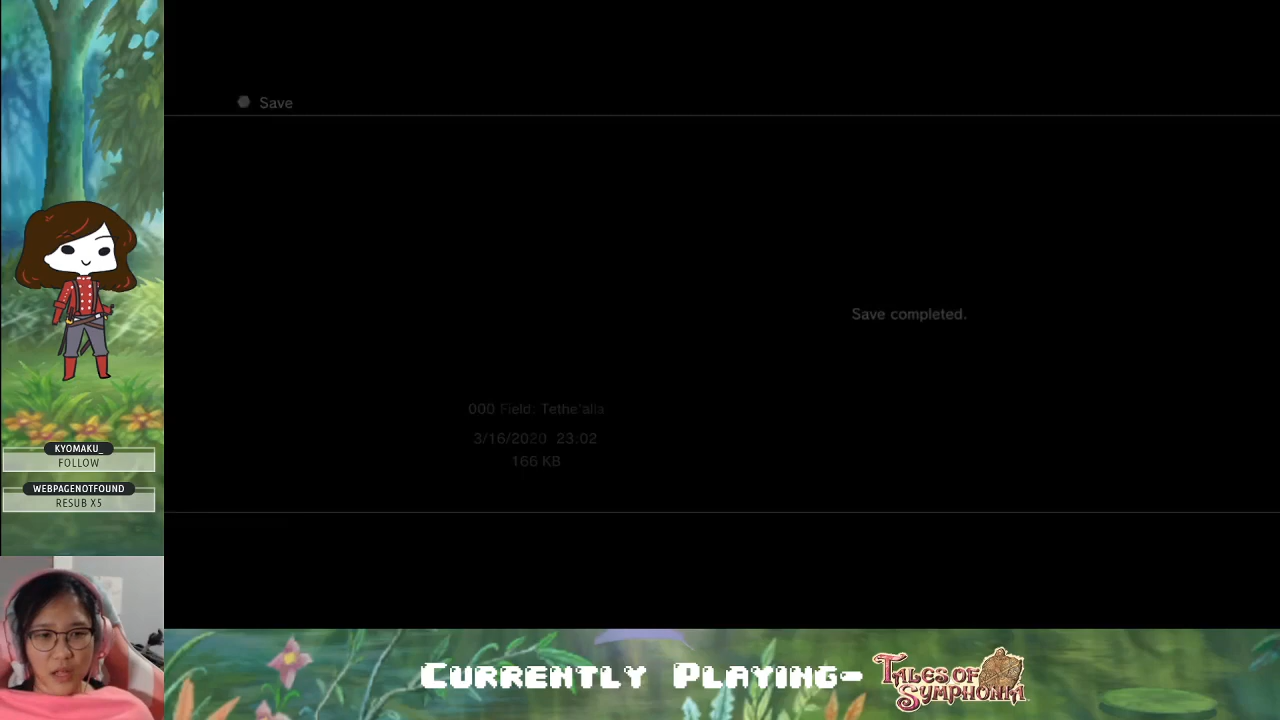 Save
Save completed.
000 Field: Tethe'alla
3/16/2020 23:02
166 KB
KYOMAKU_
FOLLOW
WEBPAGENOTFOUND
RESUB X5
CURRENTLY PLAYING-
TALES OF
SYMPHONIA